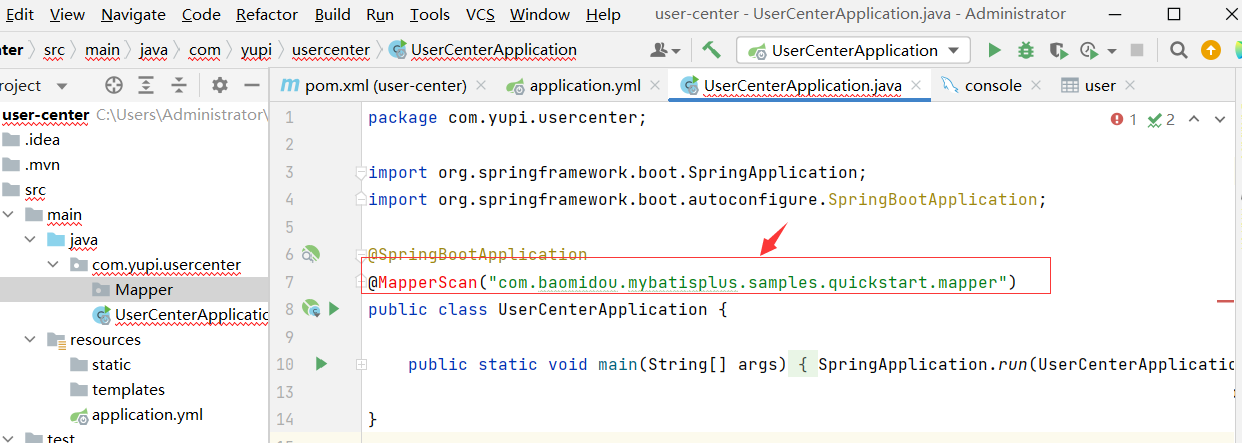 Edit View Navigate Code Refactor Build Run Tools VCS Window Help user-center - UserCenterApplication.java - Administrator
nter src main java com yupi usercenter UserCenterApplication UserCenterApplication
roject pom.xml (user-center) application.yml UserCenterApplication.java console user
user-center C:\Users\Administrator\
.idea
.mvn
src
main
java
com.yupi.usercenter
Mapper
UserCenterApplicatio
resources
static
templates
application.yml
test
1 package com.yupi.usercenter; 1 2
2
3 import org.springframework.boot.SpringApplication;
4 import org.springframework.boot.autoconfigure.SpringBootApplication;
5
6 @SpringBootApplication
7 @MapperScan("com.baomidou.mybatisplus.samples.quickstart.mapper")
8 public class UserCenterApplication {
9
10 public static void main(String[] args) { SpringApplication.run(UserCenterApplication
13
14 }
15